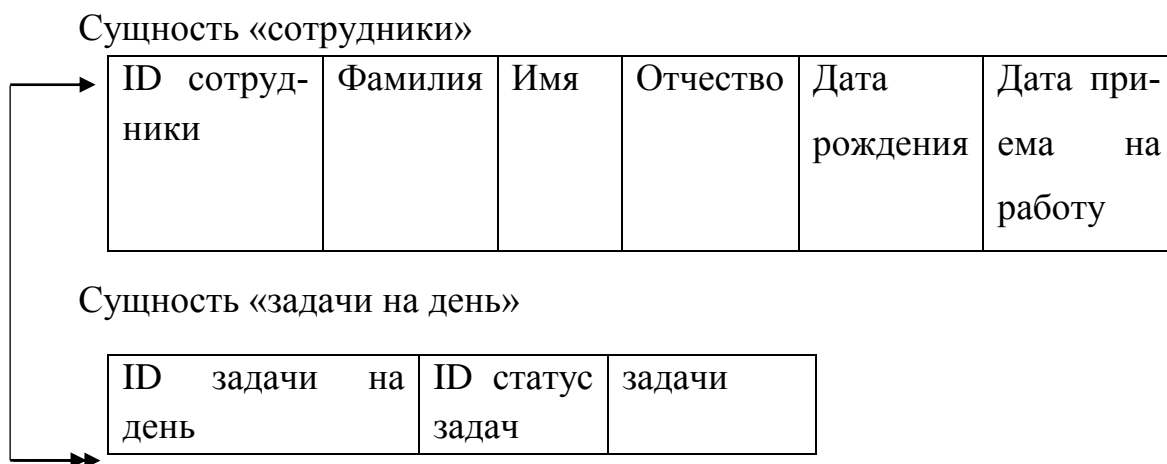 Сущность «сотрудники»
ID сотруд- Фамилия Имя Отчество Дата Дата при-
ники рождения ема на
работу
Сущность «задачи на день»
ID задачи на ID статус задачи
день задач